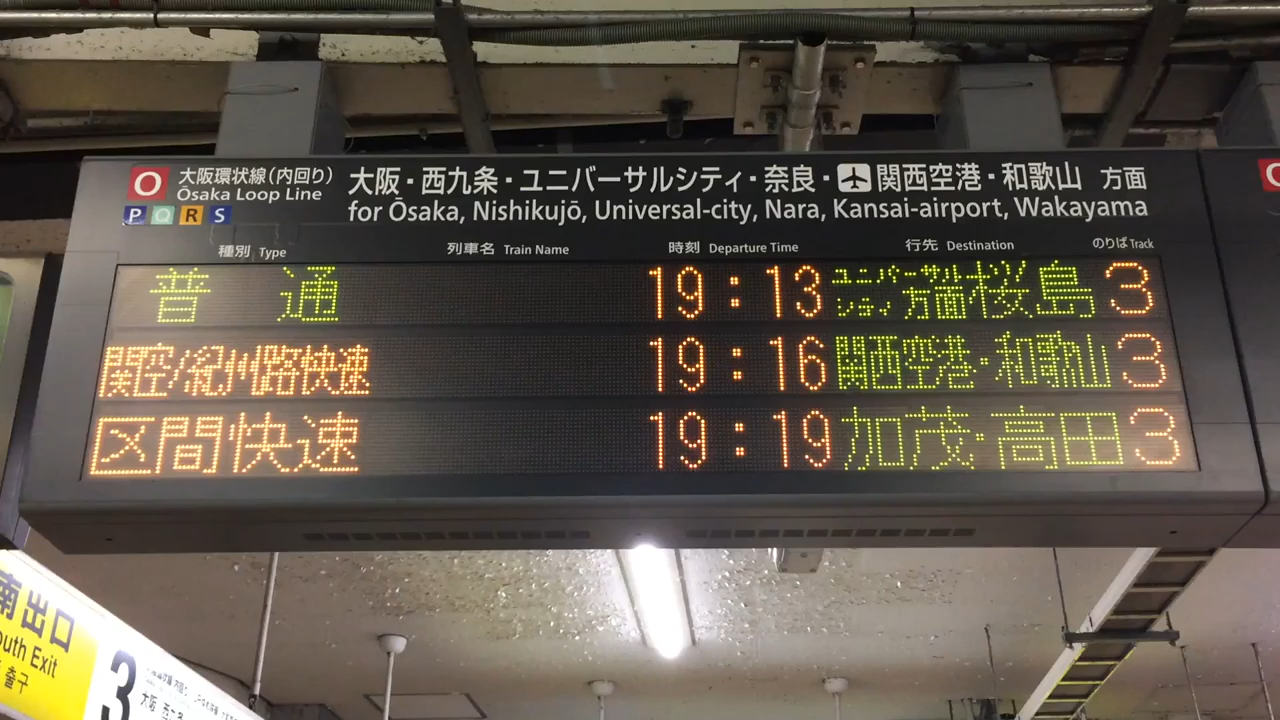 O 大阪環状線(内回り)
Ōsaka Loop Line
P Q R S
大阪・西九条・ユニバーサルシティ・奈良・関西空港・和歌山 方面
for Ōsaka, Nishikujō, Universal-city, Nara, Kansai-airport, Wakayama
種別 Type 列車名 Train Name 時刻 Departure Time 行先 Destination のりば Track
普 通 19:13 ユニバーサルシティ方面桜島 3
関空/紀州路快速 19:16 関西空港・和歌山 3
区間快速 19:19 加茂・高田 3
南出口
outh Exit
출구
3
大阪